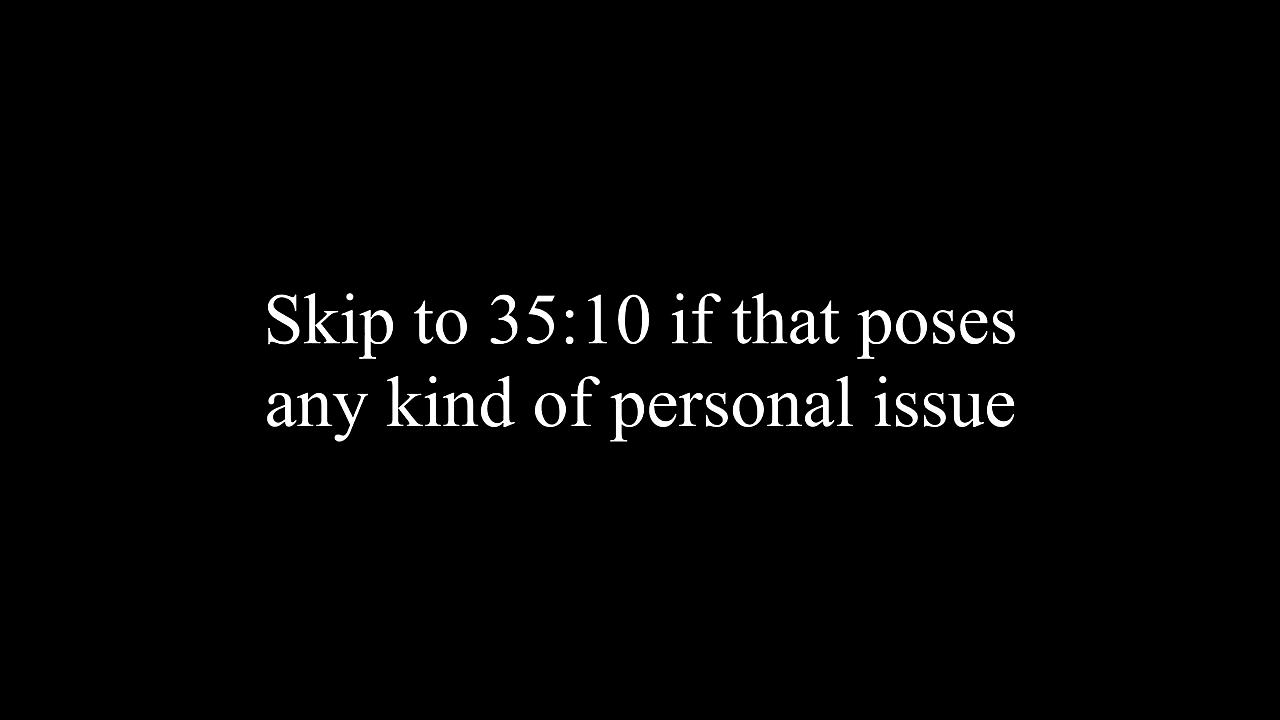 Skip to 35:10 if that poses
any kind of personal issue